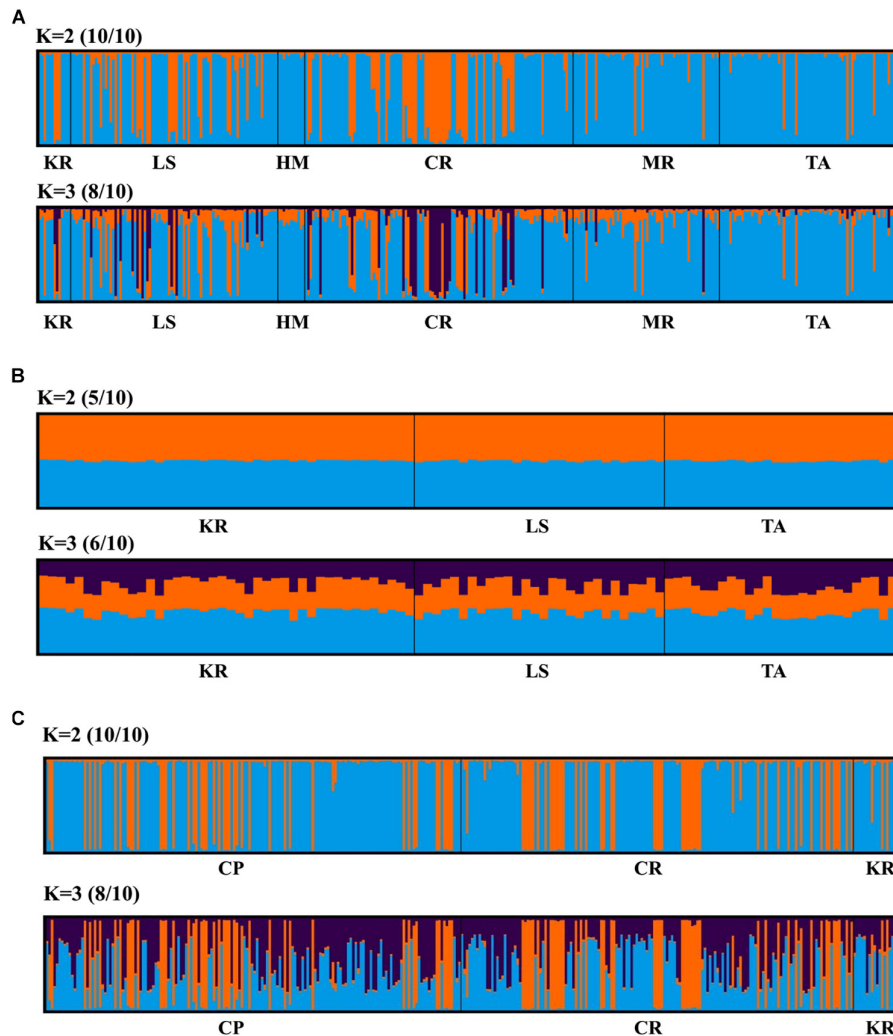 A
K=2 (10/10)
KR LS HM CR MR TA
K=3 (8/10)
KR LS HM CR MR TA
B
K=2 (5/10)
KR LS TA
K=3 (6/10)
KR LS TA
C
K=2 (10/10)
CP CR KR
K=3 (8/10)
CP CR KR